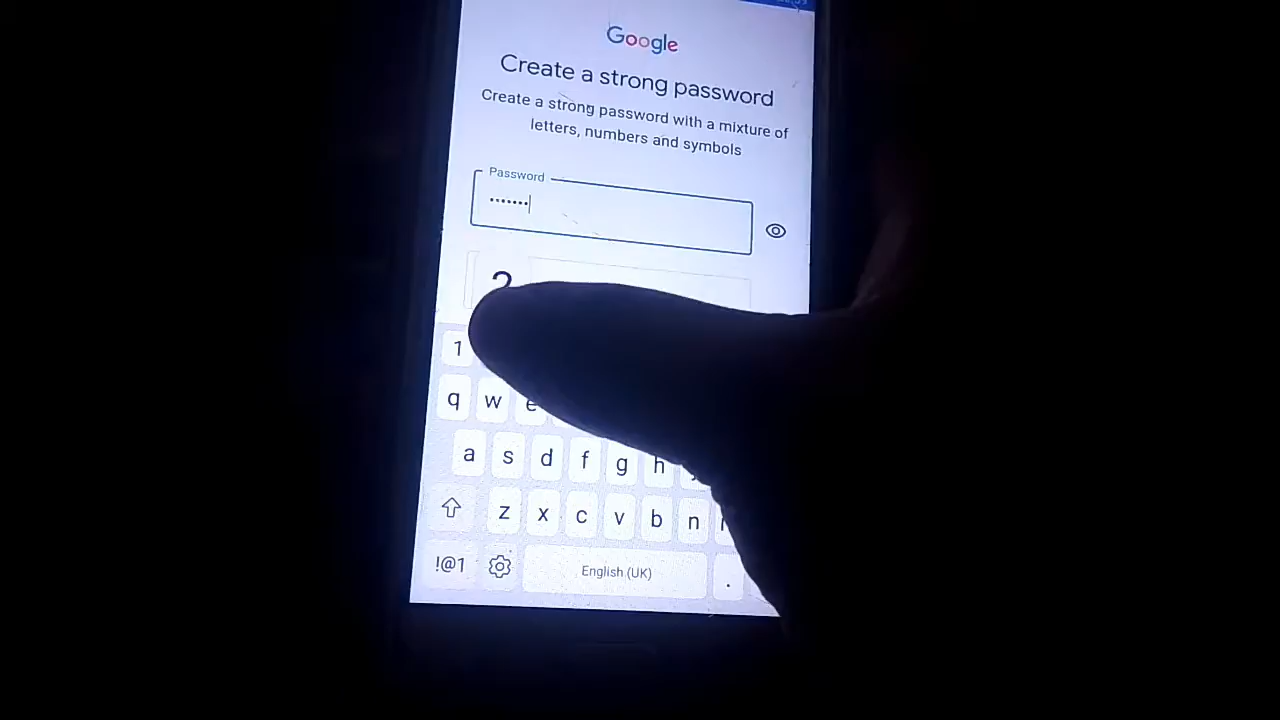 Google
Create a strong password
Create a strong password with a mixture of
letters, numbers and symbols
Password
•••••••
2
1
q w e
a s d f g h
z x c v b n
!@1 English (UK) .